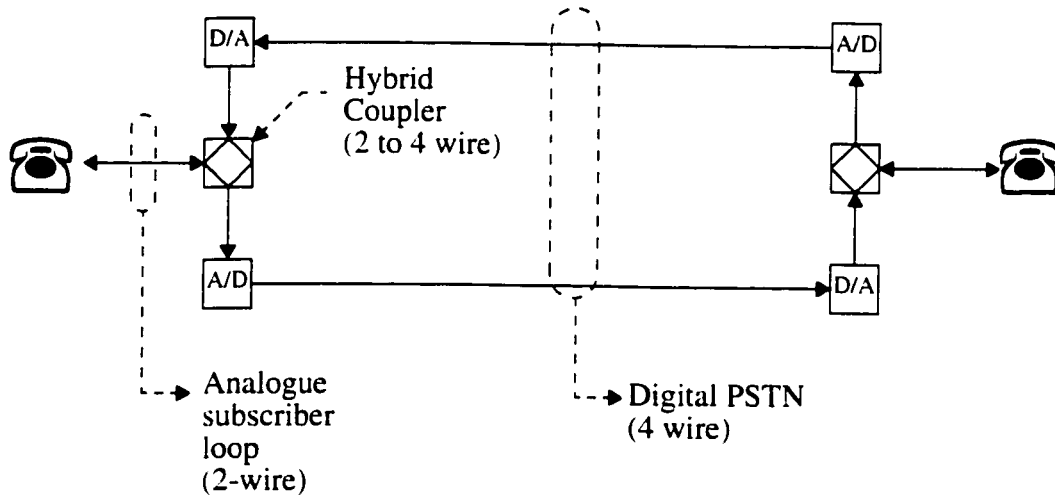 D/A
A/D
Hybrid
Coupler
(2 to 4 wire)
A/D
D/A
Analogue
subscriber
loop
(2-wire)
Digital PSTN
(4 wire)